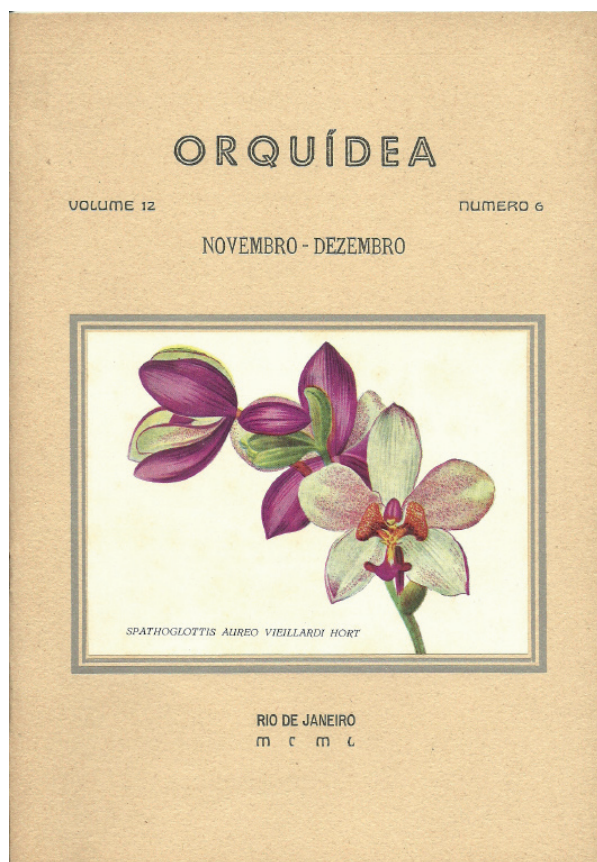 ORQUÍDEA
VOLUME 12
NUMERO 6
NOVEMBRO - DEZEMBRO
SPATHOGLOTTIS AUREO VIEILLARDI HORT
RIO DE JANEIRO
m c m L